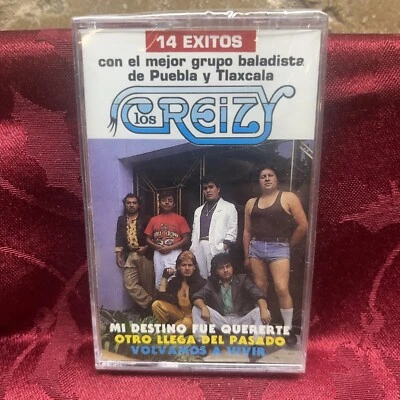 14 EXITOS
con el mejor grupo baladista
de Puebla y Tlaxcala
los GREIZY
MI DESTINO FUE QUERERTE
OTRO LLEGA DEL PASADO
VOLVAMOS A VIVIR